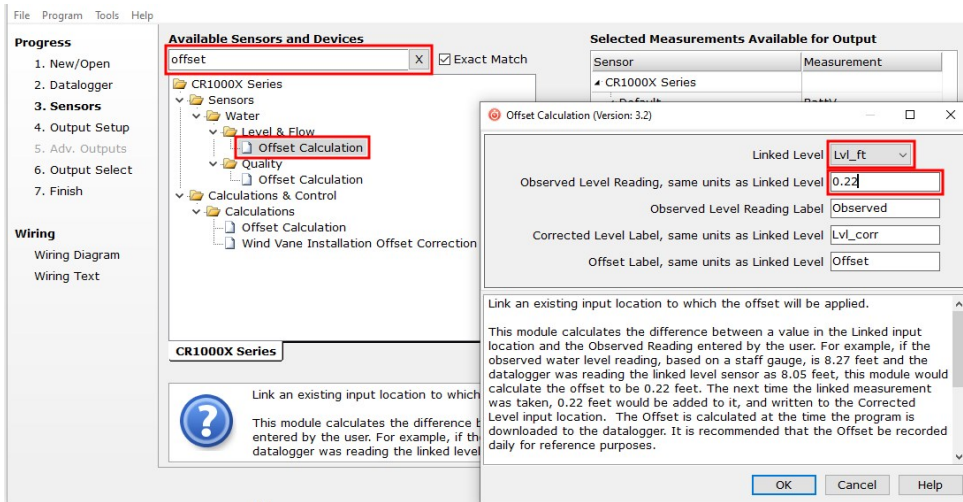 File Program Tools Help
Progress
1. New/Open
2. Datalogger
3. Sensors
4. Output Setup
5. Adv. Outputs
6. Output Select
7. Finish
Wiring
Wiring Diagram
Wiring Text
Available Sensors and Devices
offset X Exact Match
CR1000X Series
Sensors
Water
Level & Flow
Offset Calculation
Quality
Offset Calculation
Calculations & Control
Calculations
Offset Calculation
Wind Vane Installation Offset Correction
CR1000X Series
Link an existing input location to which
This module calculates the difference
entered by the user. For example, if th
datalogger was reading the linked level
Selected Measurements Available for Output
Sensor Measurement
CR1000X Series
Default BattV
Offset Calculation (Version: 3.2)
Linked Level Lvl_ft
Observed Level Reading, same units as Linked Level 0.22
Observed Level Reading Label Observed
Corrected Level Label, same units as Linked Level Lvl_corr
Offset Label, same units as Linked Level Offset
Link an existing input location to which the offset will be applied.
This module calculates the difference between a value in the Linked input
location and the Observed Reading entered by the user. For example, if the
observed water level reading, based on a staff gauge, is 8.27 feet and the
datalogger was reading the linked level sensor as 8.05 feet, this module would
calculate the offset to be 0.22 feet. The next time the linked measurement
was taken, 0.22 feet would be added to it, and written to the Corrected
Level input location. The Offset is calculated at the time the program is
downloaded to the datalogger. It is recommended that the Offset be recorded
daily for reference purposes.
OK Cancel Help